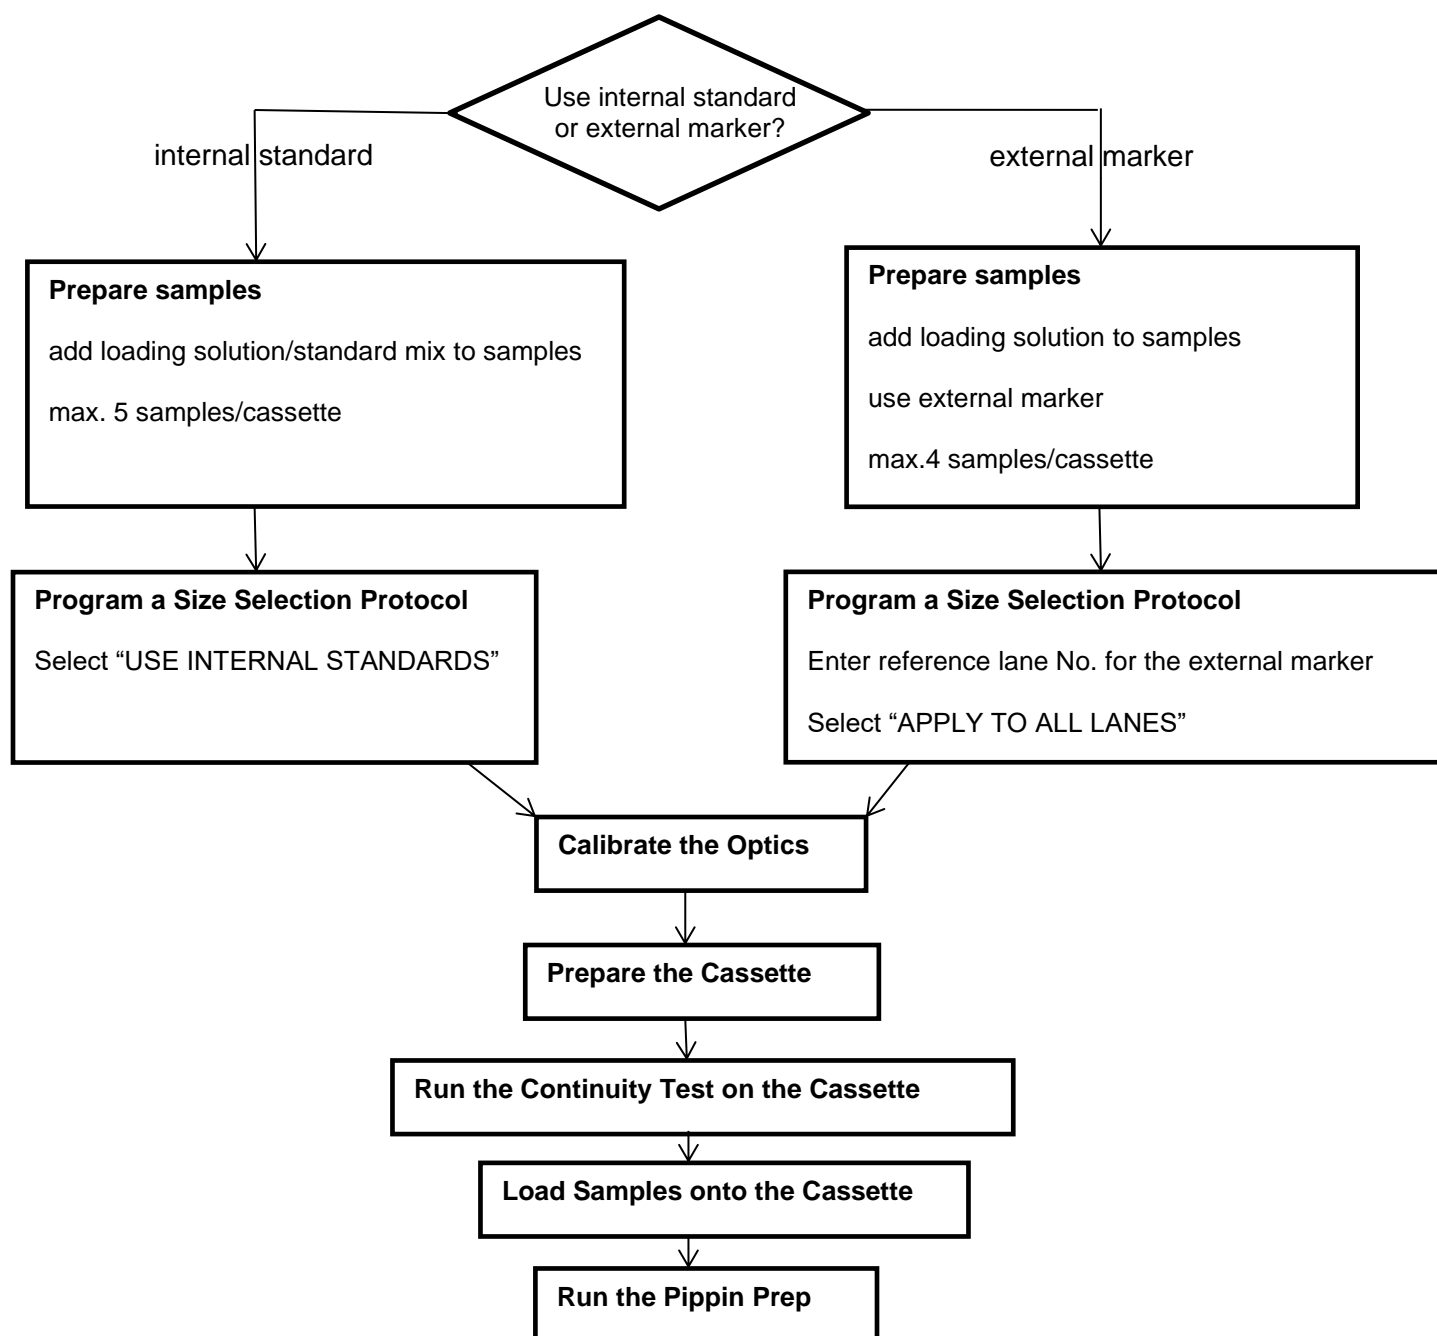 Use internal standard
or external marker?
internal standard
external marker
Prepare samples
add loading solution/standard mix to samples
max. 5 samples/cassette
Prepare samples
add loading solution to samples
use external marker
max.4 samples/cassette
Program a Size Selection Protocol
Select “USE INTERNAL STANDARDS”
Program a Size Selection Protocol
Enter reference lane No. for the external marker
Select “APPLY TO ALL LANES”
Calibrate the Optics
Prepare the Cassette
Run the Continuity Test on the Cassette
Load Samples onto the Cassette
Run the Pippin Prep